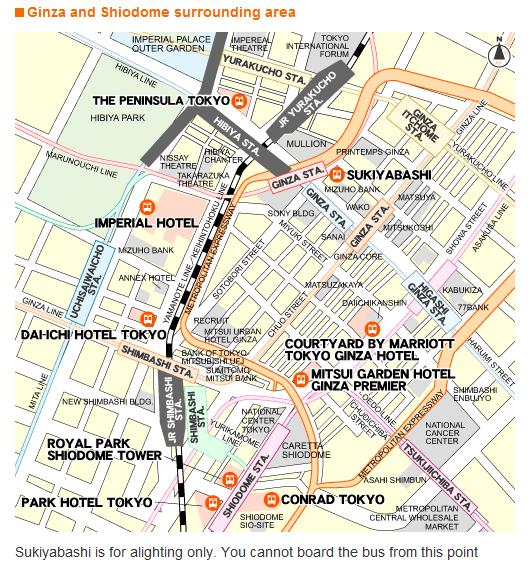 Ginza and Shiodome surrounding area
IMPERIAL PALACE
OUTER GARDEN
IMPEREAL
THEATRE
TOKYO
INTERNATIONAL
FORUM
YURAKUCHO STA.
HIBIYA LINE
THE PENINSULA TOKYO
JR YURAKUCHO
STA.
HIBIYA PARK
HIBIYA STA.
GINZA
ITCHOME
STA.
GINZA LINE
MULLION
PRINTEMPS GINZA
YURAKUCHO LINE
MARUNOUCHI LINE
NISSAY
THEATRE
HIBIYA
CHANTER
TAKARAZUKA
THEATRE
GINZA STA.
SUKIYABASHI
MIZUHO BANK
MATSUYA
WAKO
IMPERIAL HOTEL
SONY BLDG.
GINZA STA.
GINZA STA.
MITSUKOSHI
SHOWA STREET
ASAKUSA LINE
MIYUKI STREET
SANAI
GINZA CORE
MIZUHO BANK
KEIHINTOHOKU LINE
METROPOLITAN EXPRESSWAY
YAMANOTE LINE
SOTOBORI STREET
UCHISAIWAICHO
STA.
ANNEX HOTEL
MATSUZAKAYA
HIGASHI
GINZA STA.
KABUKIZA
77BANK
GINZA LINE
CHUO STREET
DAIICHIKANSHIN
DAI-ICHI HOTEL TOKYO
RECRUIT
MITSUI URBAN
HOTEL GINZA
COURTYARD BY MARRIOTT
TOKYO GINZA HOTEL
HARUMI STREET
SHIMBASHI STA.
BANK OF TOKYO
MITSUBISHI UFJ
SUMITOMO
MITSUI BANK
MITSUI GARDEN HOTEL
GINZA PREMIER
MITA LINE
NEW SHIMBASHI BLDG.
JR SHIMBASHI
STA.
SHIMBASHI
STA.
OEDO LINE
SHIMBASHI
ENBUJYO
NATIONAL
CENTER
TOKYO
YURIKAMOME LINE
METROPOLITAN EXPRESSWAY
NATIONAL
CANCER
CENTER
ROYAL PARK
SHIODOME TOWER
CARETTA
SHIODOME
TSUKIJIICHIBA STA.
SHIODOME STA.
ASAHI SHIMBUN
PARK HOTEL TOKYO
CONRAD TOKYO
SHIODOME
SIO-SITE
METROPOLITAN
CENTRAL WHOLESALE
MARKET
Sukiyabashi is for alighting only. You cannot board the bus from this point